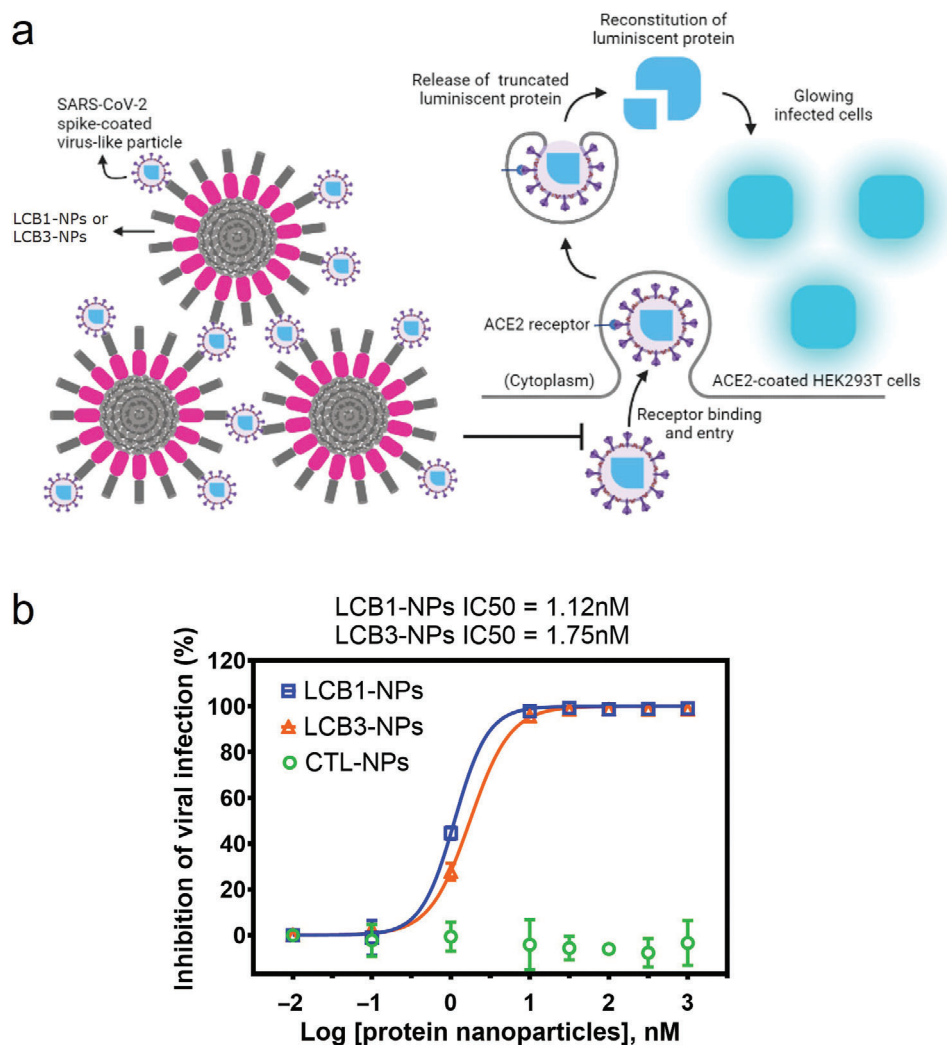 a
SARS-CoV-2
spike-coated
virus-like particle
LCB1-NPs or
LCB3-NPs
Release of truncated
luminiscent protein
Reconstitution of
luminiscent protein
Glowing
infected cells
ACE2 receptor
(Cytoplasm)
ACE2-coated HEK293T cells
Receptor binding
and entry
b
LCB1-NPs IC50 = 1.12nM
LCB3-NPs IC50 = 1.75nM
Inhibition of viral infection (%)
120
100
80
60
40
20
0
LCB1-NPs
LCB3-NPs
CTL-NPs
−2 −1 0 1 2 3
Log [protein nanoparticles], nM